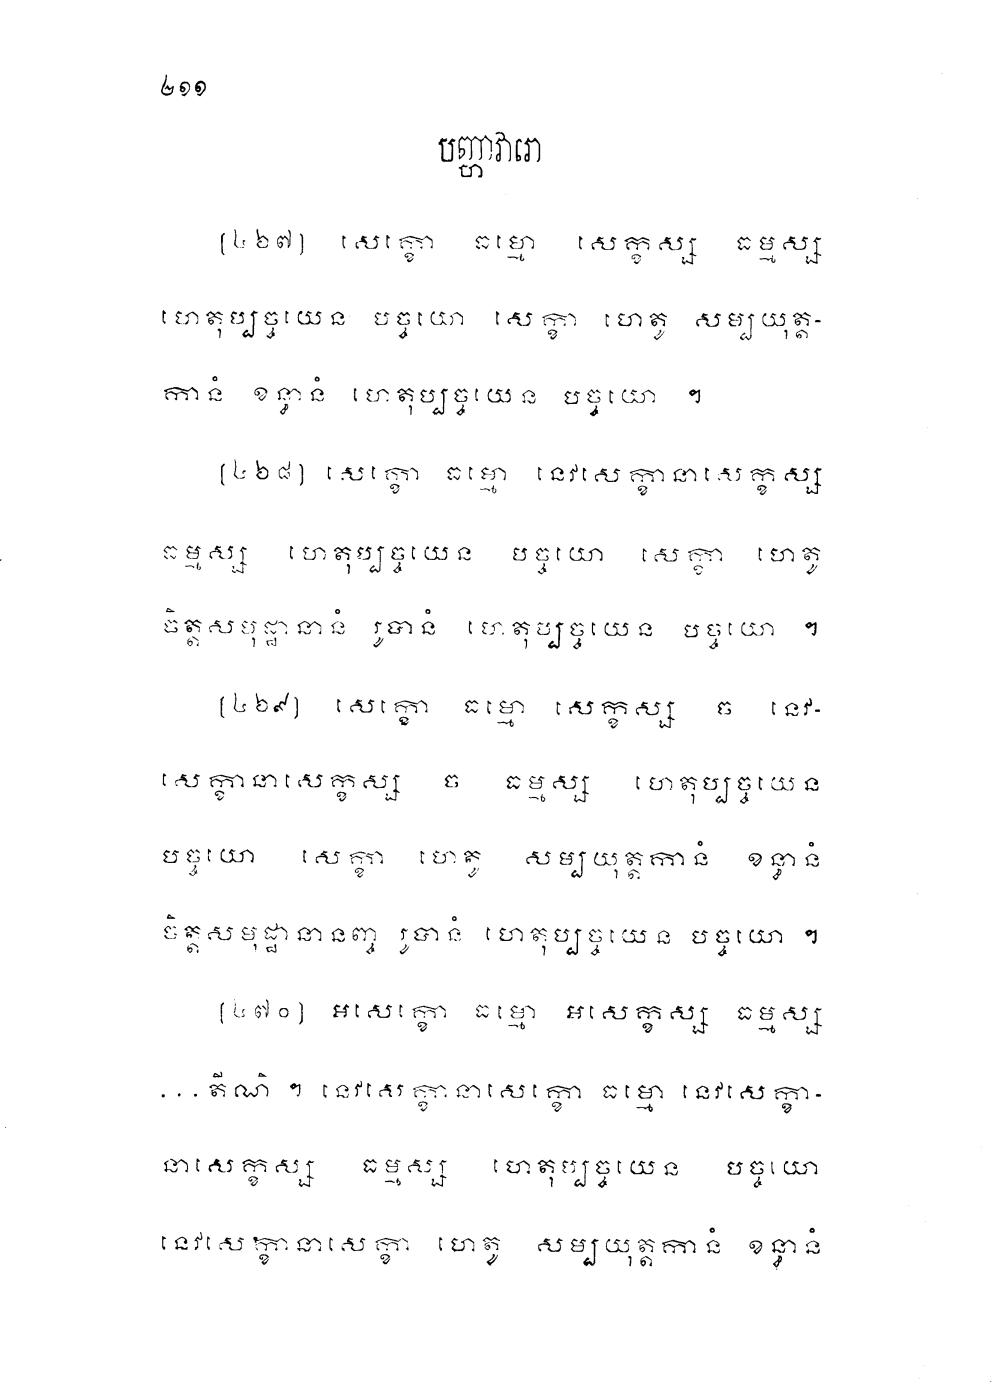 ២១១
បញ្ហាវារោ
[៤៦៧] សេក្ខោ ធម្មោ សេក្ខស្ស ធម្មស្ស
ហេតុប្បច្ចយេន បច្ចយោ សេក្ខា ហេតូ សម្បយុត្ត-
កានំ ខន្ធានំ ហេតុប្បច្ចយេន បច្ចយោ ។
[៤៦៨] សេក្ខោ ធម្មោ នេវសេក្ខានាសេក្ខស្ស
ធម្មស្ស ហេតុប្បច្ចយេន បច្ចយោ សេក្ខា ហេតូ
ចិត្តសមុដ្ឋានានំ រូបានំ ហេតុប្បច្ចយេន បច្ចយោ ។
[៤៦៩] សេក្ខោ ធម្មោ សេក្ខស្ស ច នេវ-
សេក្ខានាសេក្ខស្ស ច ធម្មស្ស ហេតុប្បច្ចយេន
បច្ចយោ សេក្ខា ហេតូ សម្បយុត្តកានំ ខន្ធានំ
ចិត្តសមុដ្ឋានានញ្ច រូបានំ ហេតុប្បច្ចយេន បច្ចយោ ។
[៤៧០] អសេក្ខោ ធម្មោ អសេក្ខស្ស ធម្មស្ស
...តីណិ ។ នេវសេក្ខានាសេក្ខោ ធម្មោ នេវសេក្ខា-
នាសេក្ខស្ស ធម្មស្ស ហេតុប្បច្ចយេន បច្ចយោ
នេវសេក្ខានាសេក្ខា ហេតូ សម្បយុត្តកានំ ខន្ធានំ